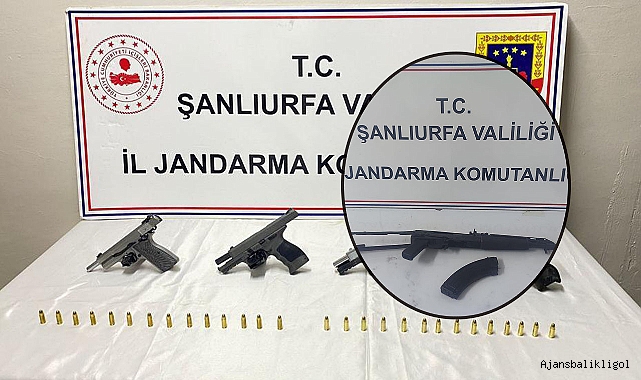 T.C.
ŞANLIURFA VA
İL JANDARMA KO
T.C.
ŞANLIURFA VALİLİĞİ
JANDARMA KOMUTANLI
Ajansbalikligol